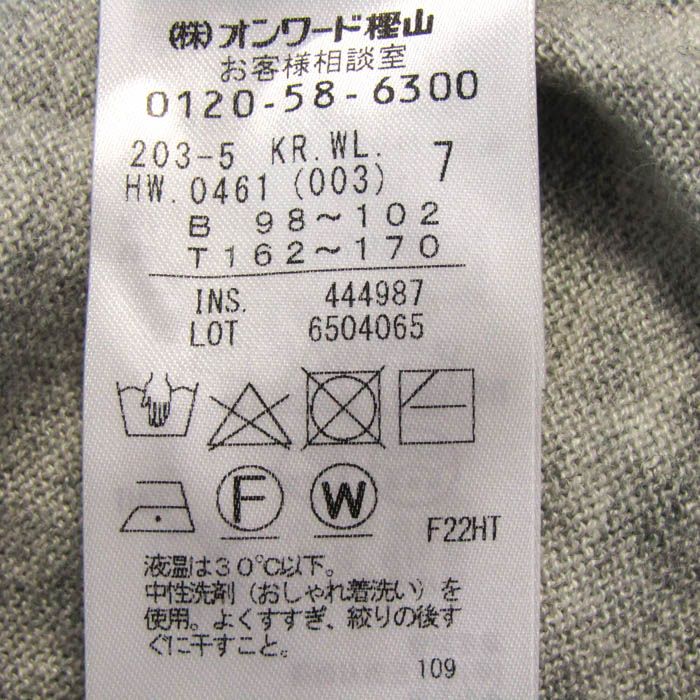 (株)オンワード樫山
お客様相談室
0120-58-6300
203-5 KR.WL. 7
HW.0461 (003)
B 98～102
T162～170
INS. 444987
LOT 6504065
F W F22HT
液温は30℃以下。
中性洗剤（おしゃれ着洗い）を
使用。よくすすぎ、絞りの後す
ぐに干すこと。
109